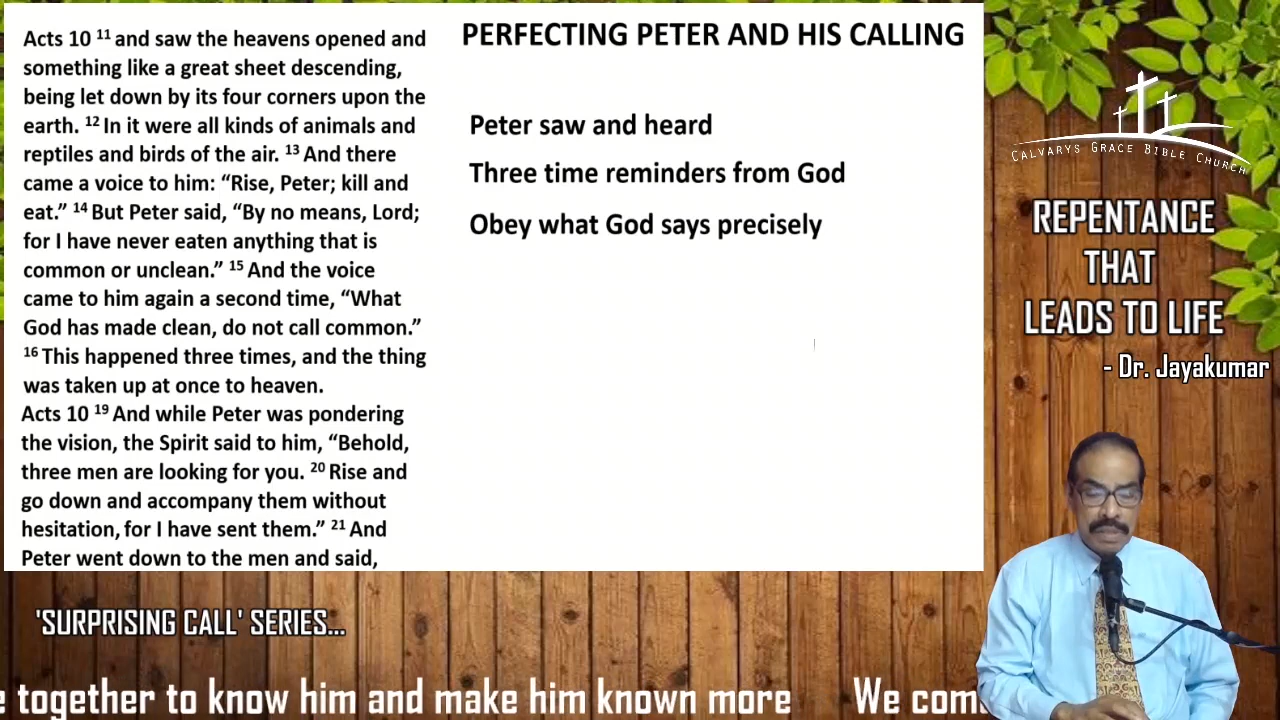 Acts 10 11 and saw the heavens opened and
something like a great sheet descending,
being let down by its four corners upon the
earth. 12 In it were all kinds of animals and
reptiles and birds of the air. 13 And there
came a voice to him: “Rise, Peter; kill and
eat.” 14 But Peter said, “By no means, Lord;
for I have never eaten anything that is
common or unclean.” 15 And the voice
came to him again a second time, “What
God has made clean, do not call common.”
16 This happened three times, and the thing
was taken up at once to heaven.
Acts 10 19 And while Peter was pondering
the vision, the Spirit said to him, “Behold,
three men are looking for you. 20 Rise and
go down and accompany them without
hesitation, for I have sent them.” 21 And
Peter went down to the men and said,
PERFECTING PETER AND HIS CALLING
Peter saw and heard
Three time reminders from God
Obey what God says precisely
CALVARYS GRACE BIBLE CHURCH
REPENTANCE
THAT
LEADS TO LIFE
- Dr. Jayakumar
'SURPRISING CALL' SERIES...
together to know him and make him known more We com